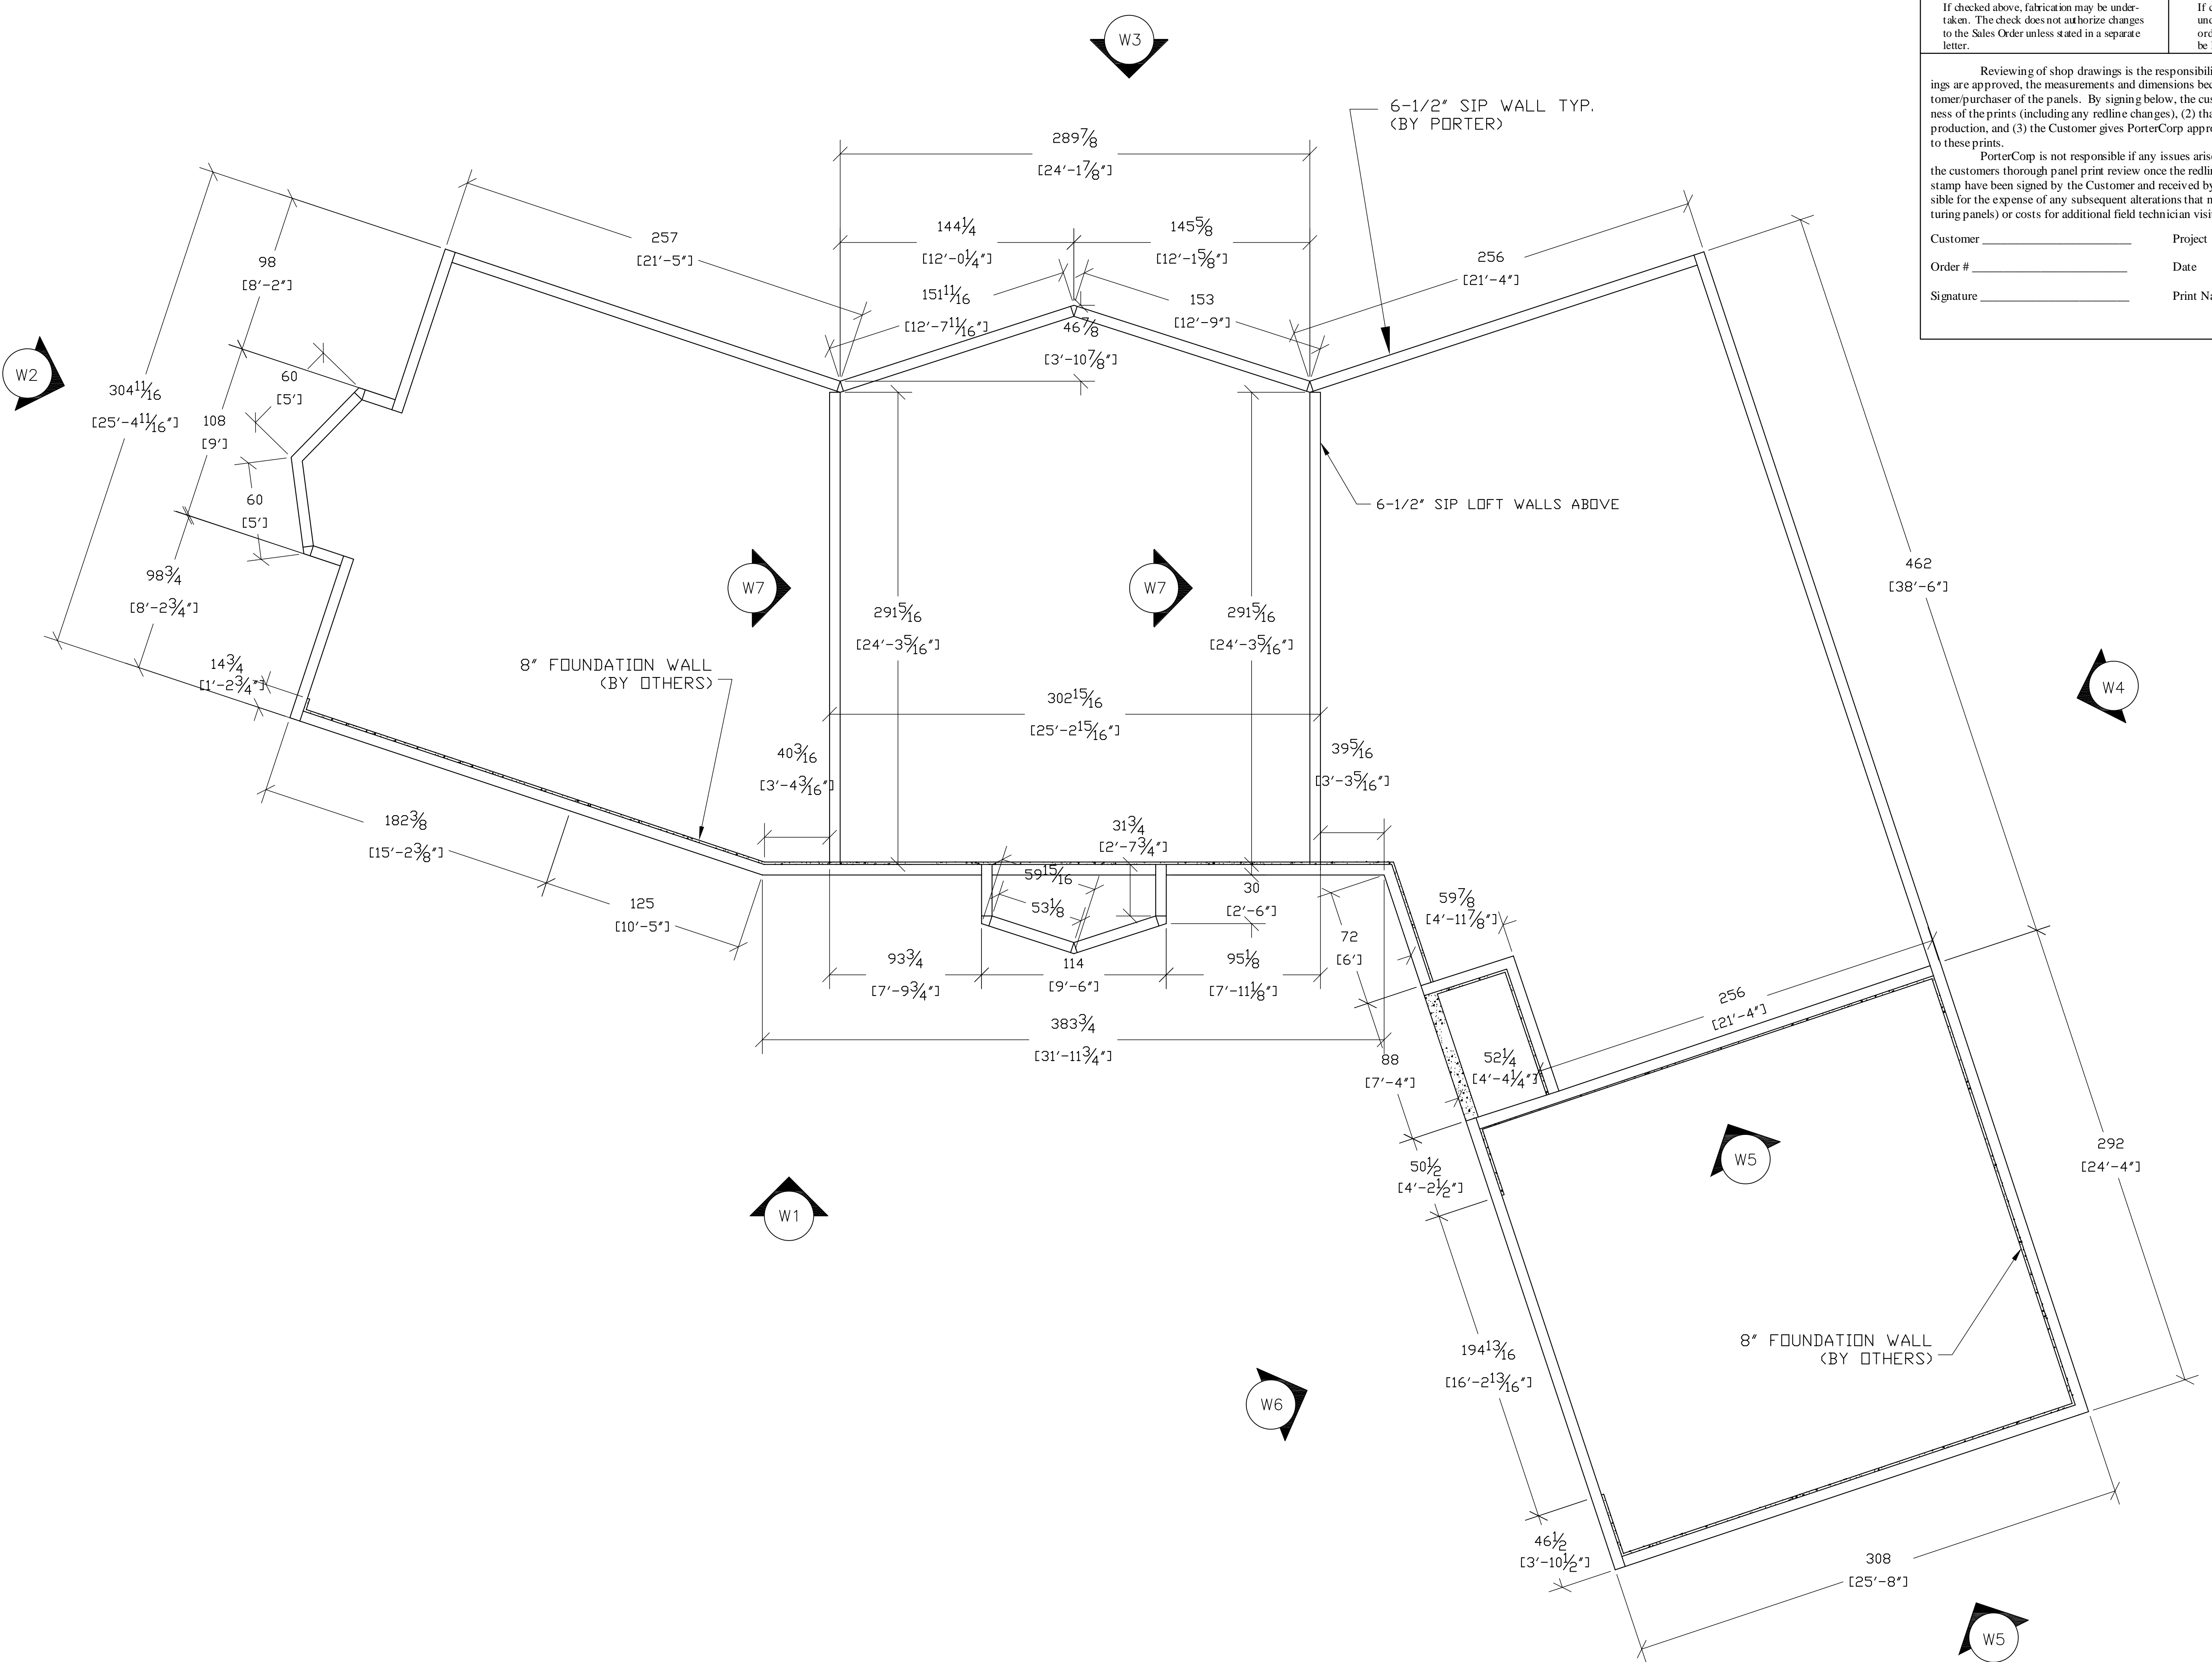 If checked above, fabrication may be under-
taken. The check does not authorize changes
to the Sales Order unless stated in a separate
letter.
If
be
Reviewing of shop drawings is the
ings are approved, the measurements and dimensions
tomer/purchaser of the panels. By signing below, the
ness of the prints (including any redline changes), (2)
production, and (3) the Customer gives PorterCorp
to these prints.
PorterCorp is not responsible if any issues
the customers thorough panel print review once the
stamp have been signed by the Customer and received
sible for the expense of any subsequent alterations that
turing panels) or costs for additional field technician
Customer
Project
Order #
Date
Signature
Print
W3
6-1/2" SIP WALL TYP.
(BY PORTER)
289 7/8
[24'-1 7/8"]
144 1/4
[12'-0 1/4"]
145 5/8
[12'-1 5/8"]
257
[21'-5"]
256
[21'-4"]
98
[8'-2"]
151 11/16
[12'-7 11/16"]
153
[12'-9"]
46 7/8
[3'-10 7/8"]
W2
304 11/16
[25'-4 11/16"]
60
[5']
108
[9']
60
[5']
6-1/2" SIP LOFT WALLS ABOVE
462
[38'-6"]
98 3/4
[8'-2 3/4"]
W7
W7
291 5/16
[24'-3 5/16"]
291 5/16
[24'-3 5/16"]
14 3/4
[1'-2 3/4"]
8" FOUNDATION WALL
(BY OTHERS)
W4
302 15/16
[25'-2 15/16"]
40 3/16
[3'-4 3/16"]
39 5/16
[3'-3 5/16"]
182 3/8
[15'-2 3/8"]
31 3/4
[2'-7 3/4"]
59 15/16
53 1/8
30
[2'-6"]
125
[10'-5"]
59 7/8
[4'-11 7/8"]
72
[6']
93 3/4
[7'-9 3/4"]
114
[9'-6"]
95 1/8
[7'-11 1/8"]
256
[21'-4"]
383 3/4
[31'-11 3/4"]
88
[7'-4"]
52 1/4
[4'-4 1/4"]
W5
50 1/2
[4'-2 1/2"]
292
[24'-4"]
W1
194 13/16
[16'-2 13/16"]
8" FOUNDATION WALL
(BY OTHERS)
W6
46 1/2
[3'-10 1/2"]
308
[25'-8"]
W5